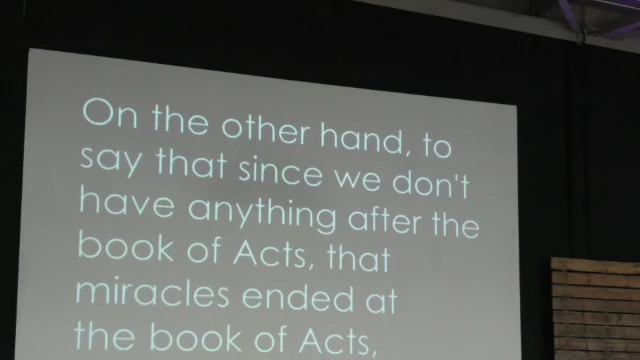 On the other hand, to
say that since we don't
have anything after the
book of Acts, that
miracles ended at
the book of Acts,